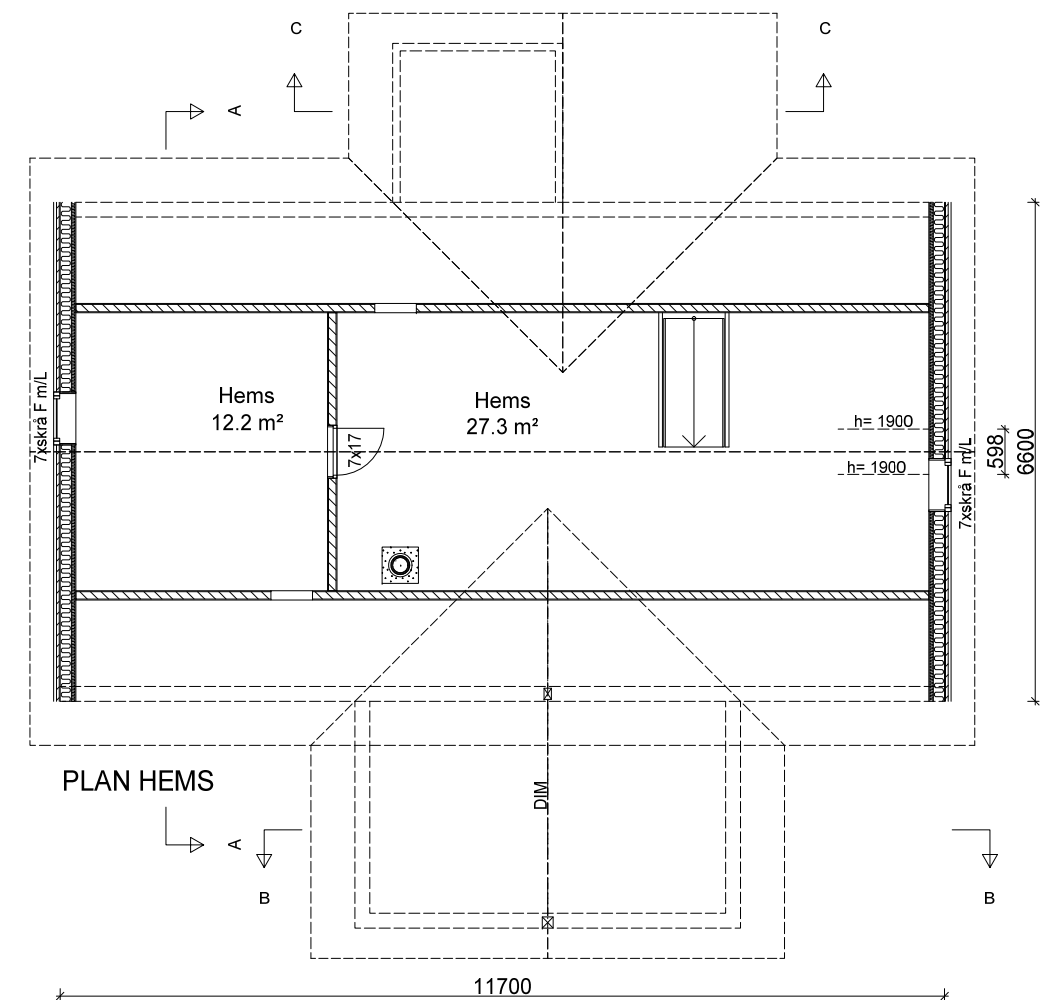 C
C
A
7xskrå F m/L
Hems
12.2 m²
Hems
27.3 m²
7x17
h= 1900
h= 1900
7xskrå F m/L
598
6600
PLAN HEMS
DIM
A
B
B
11700